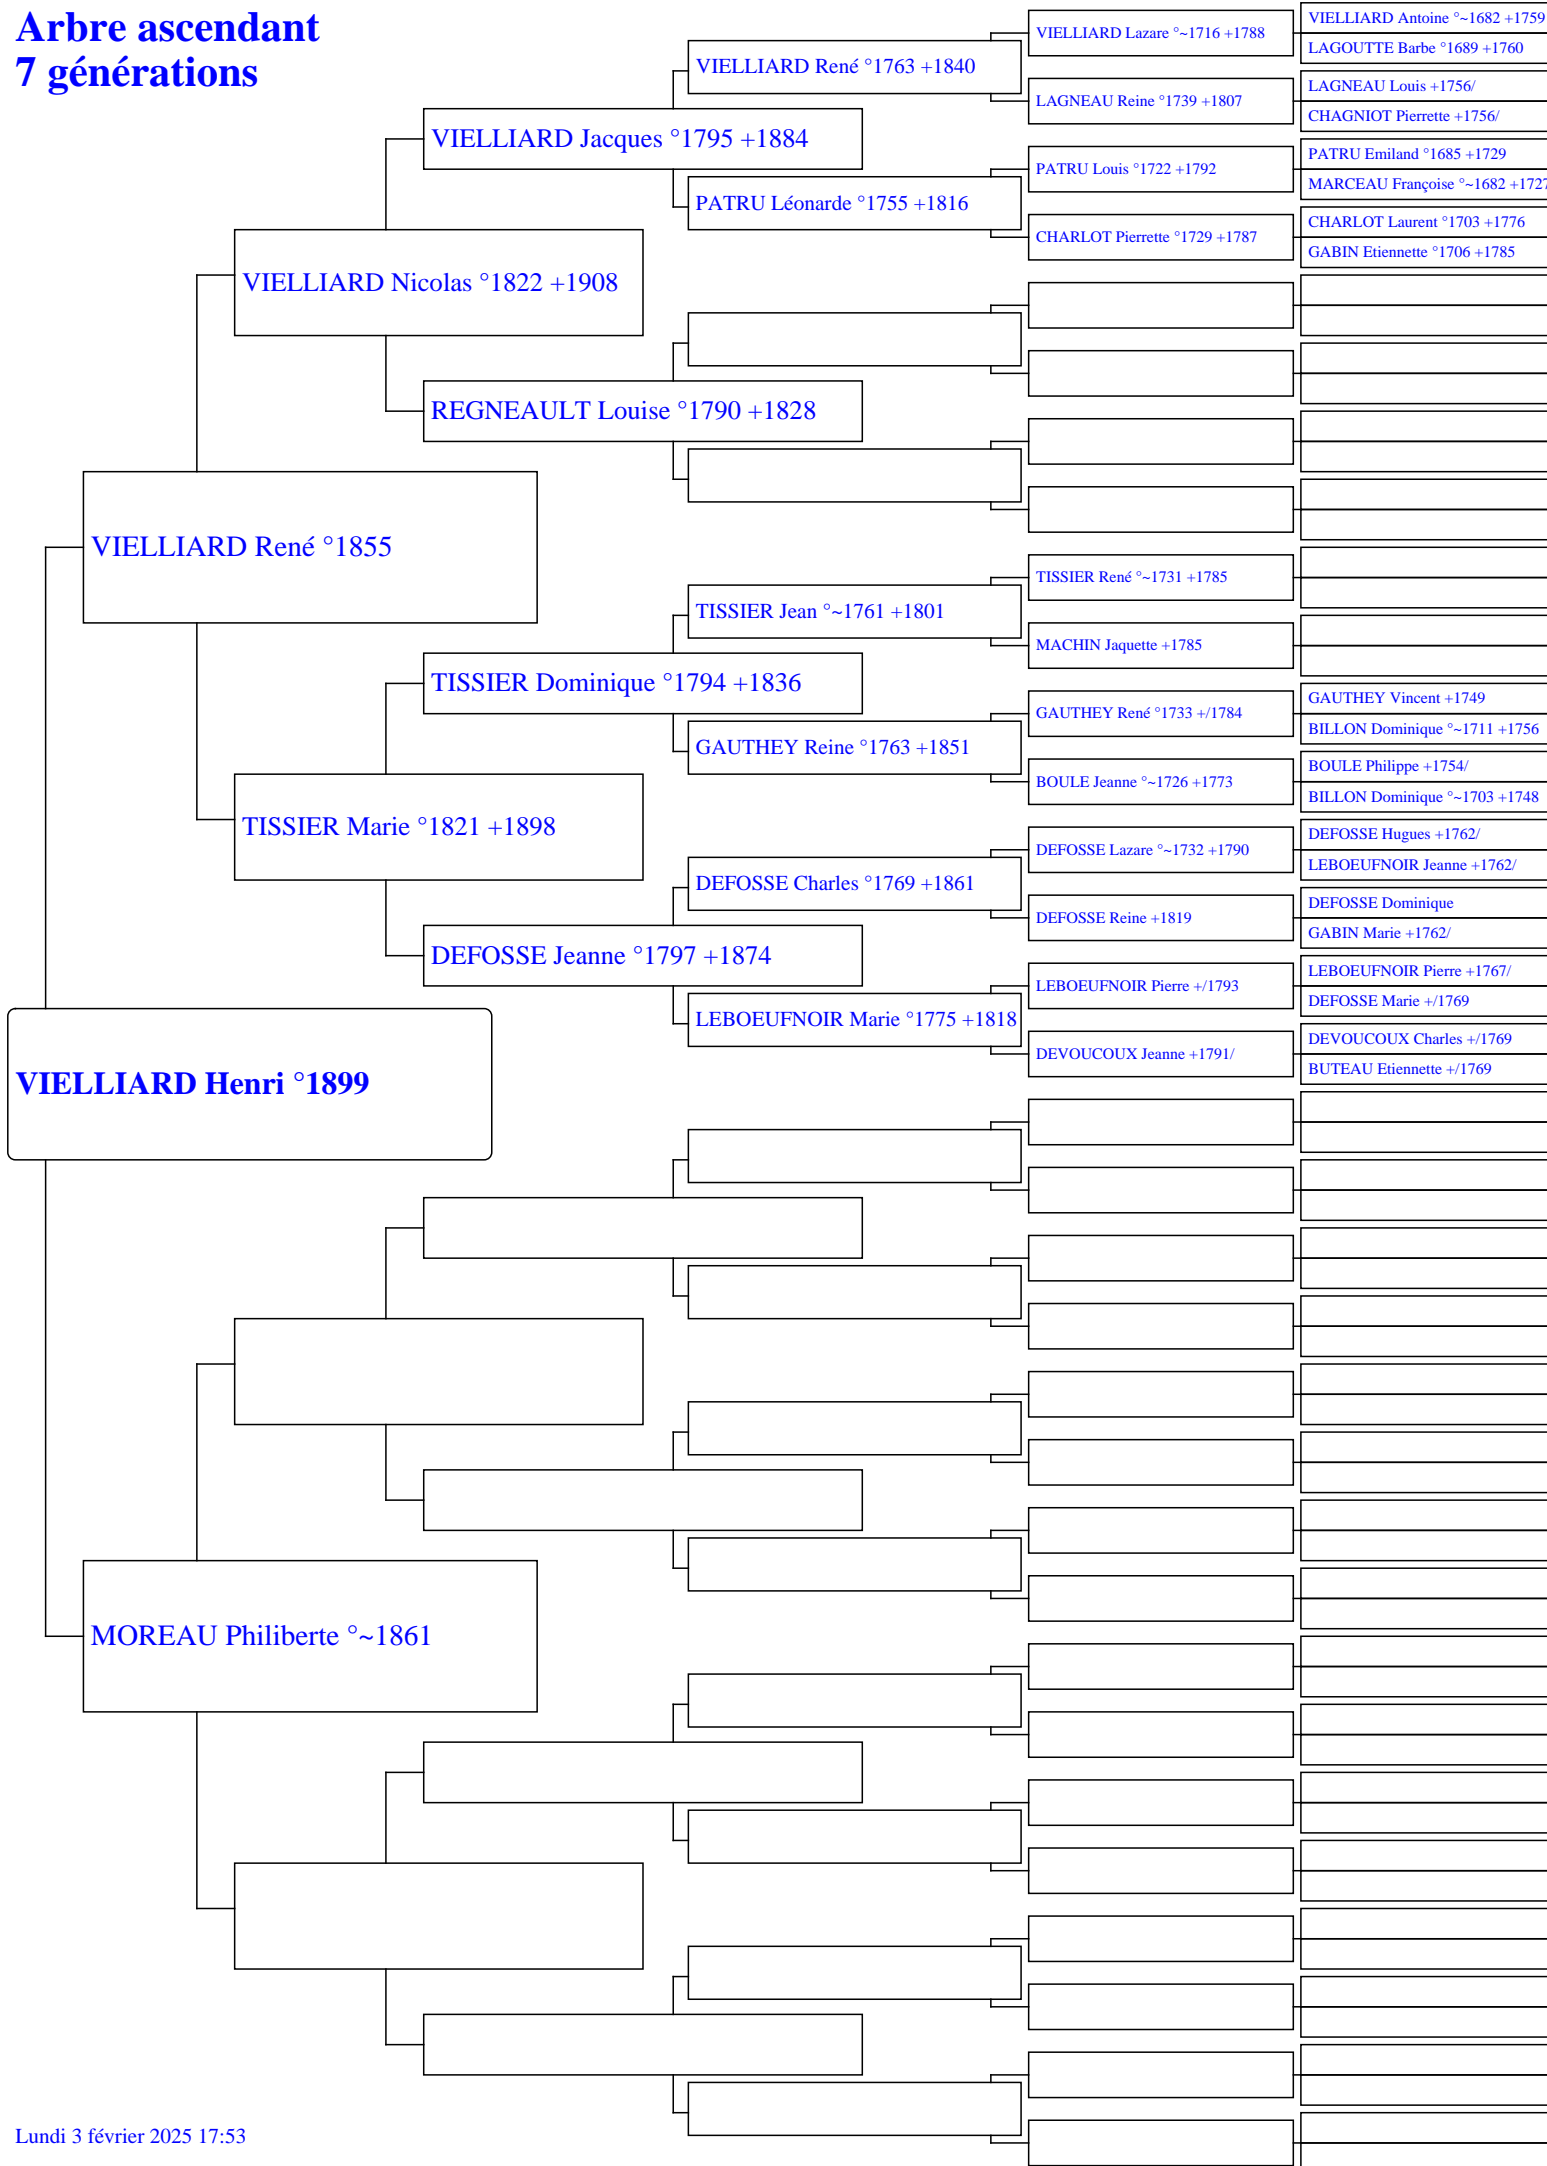 Arbre ascendant
7 générations
VIELLIARD Henri °1899
VIELLIARD René °1855
MOREAU Philiberte °~1861
VIELLIARD Nicolas °1822 +1908
TISSIER Marie °1821 +1898
VIELLIARD Jacques °1795 +1884
REGNEAULT Louise °1790 +1828
TISSIER Dominique °1794 +1836
DEFOSSE Jeanne °1797 +1874
VIELLIARD René °1763 +1840
PATRU Léonarde °1755 +1816
TISSIER Jean °~1761 +1801
GAUTHEY Reine °1763 +1851
DEFOSSE Charles °1769 +1861
LEBOEUFNOIR Marie °1775 +1818
VIELLIARD Lazare °~1716 +1788
LAGNEAU Reine °1739 +1807
PATRU Louis °1722 +1792
CHARLOT Pierrette °1729 +1787
TISSIER René °~1731 +1785
MACHIN Jaquette +1785
GAUTHEY René °1733 +/1784
BOULE Jeanne °~1726 +1773
DEFOSSE Lazare °~1732 +1790
DEFOSSE Reine +1819
LEBOEUFNOIR Pierre +/1793
DEVOUCOUX Jeanne +1791/
VIELLIARD Antoine °~1682 +1759
LAGOUTTE Barbe °1689 +1760
LAGNEAU Louis +1756/
CHAGNIOT Pierrette +1756/
PATRU Emiland °1685 +1729
MARCEAU Françoise °~1682 +1727
CHARLOT Laurent °1703 +1776
GABIN Etiennette °1706 +1785
GAUTHEY Vincent +1749
BILLON Dominique °~1711 +1756
BOULE Philippe +1754/
BILLON Dominique °~1703 +1748
DEFOSSE Hugues +1762/
LEBOEUFNOIR Jeanne +1762/
DEFOSSE Dominique
GABIN Marie +1762/
LEBOEUFNOIR Pierre +1767/
DEFOSSE Marie +/1769
DEVOUCOUX Charles +/1769
BUTEAU Etiennette +/1769
Lundi 3 février 2025 17:53